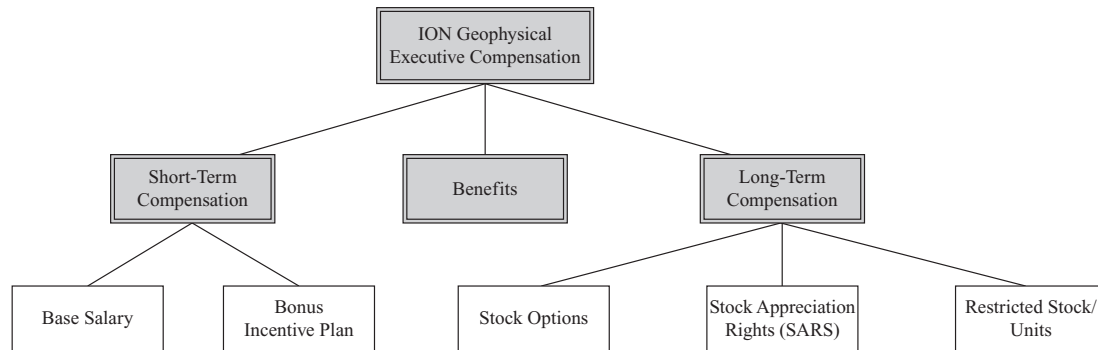 ION Geophysical
Executive Compensation
Short-Term
Compensation
Benefits
Long-Term
Compensation
Base Salary
Bonus
Incentive Plan
Stock Options
Stock Appreciation
Rights (SARS)
Restricted Stock/
Units